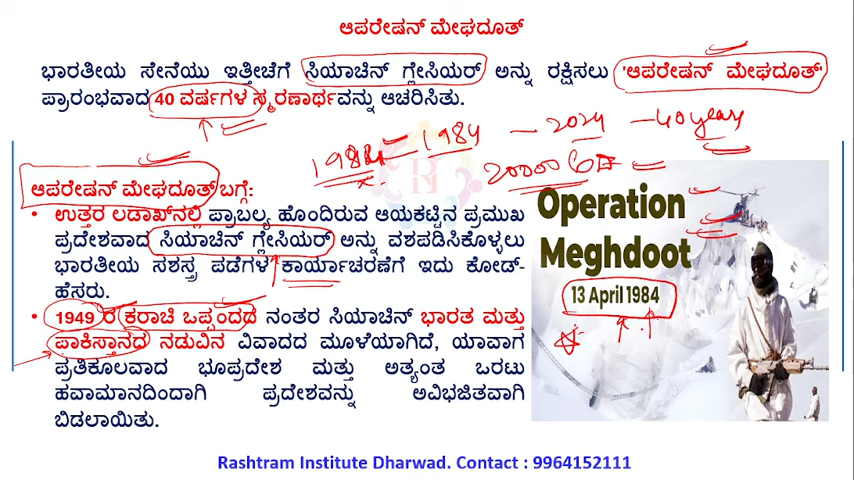 ಆಪರೇಷನ್ ಮೇಘದೂತ್
ಭಾರತೀಯ ಸೇನೆಯು ಇತ್ತೀಚೆಗೆ ಸಿಯಾಚಿನ್ ಗ್ಲೇಸಿಯರ್ ಅನ್ನು ರಕ್ಷಿಸಲು 'ಆಪರೇಷನ್ ಮೇಘದೂತ್'
ಪ್ರಾರಂಭವಾದ 40 ವರ್ಷಗಳ ಸ್ಮರಣಾರ್ಥವನ್ನು ಆಚರಿಸಿತು.
1984 - 2024 - 40 years
1984
20000 ಅಡಿ
ಆಪರೇಷನ್ ಮೇಘದೂತ್ ಬಗ್ಗೆ:
• ಉತ್ತರ ಲಡಾಖ್‌ನಲ್ಲಿ ಪ್ರಾಬಲ್ಯ ಹೊಂದಿರುವ ಆಯಕಟ್ಟಿನ ಪ್ರಮುಖ
ಪ್ರದೇಶವಾದ ಸಿಯಾಚಿನ್ ಗ್ಲೇಸಿಯರ್ ಅನ್ನು ವಶಪಡಿಸಿಕೊಳ್ಳಲು
ಭಾರತೀಯ ಸಶಸ್ತ್ರ ಪಡೆಗಳ ಕಾರ್ಯಾಚರಣೆಗೆ ಇದು ಕೋಡ್-
ಹೆಸರು.
• 1949 ರ ಕರಾಚಿ ಒಪ್ಪಂದದ ನಂತರ ಸಿಯಾಚಿನ್ ಭಾರತ ಮತ್ತು
ಪಾಕಿಸ್ತಾನದ ನಡುವಿನ ವಿವಾದದ ಮೂಳೆಯಾಗಿದೆ, ಯಾವಾಗ
ಪ್ರತಿಕೂಲವಾದ ಭೂಪ್ರದೇಶ ಮತ್ತು ಅತ್ಯಂತ ಒರಟು
ಹವಾಮಾನದಿಂದಾಗಿ ಪ್ರದೇಶವನ್ನು ಅವಿಭಜಿತವಾಗಿ
ಬಿಡಲಾಯಿತು.
Operation
Meghdoot
13 April 1984
Rashtram Institute Dharwad. Contact : 9964152111